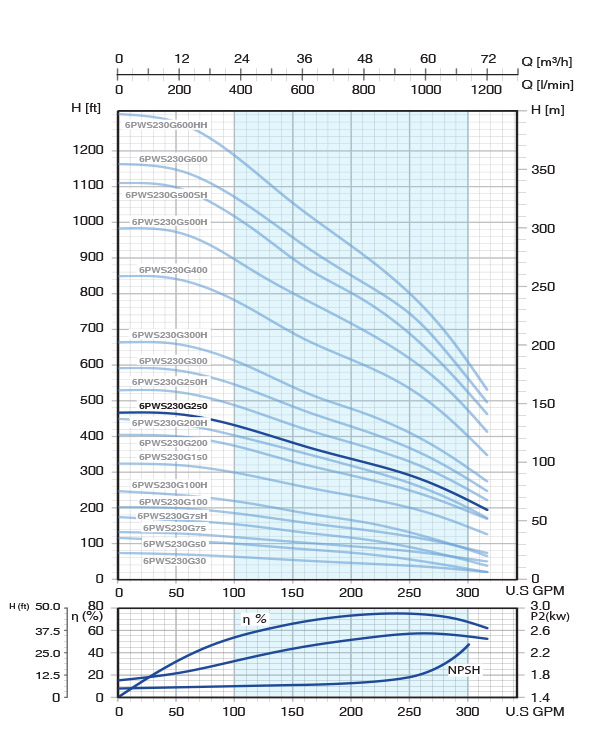 0 12 24 36 48 60 72 Q [m³/h]
0 200 400 600 800 1000 1200 Q [l/min]
H [ft]
H [m]
6PWS230G600HH
1200
6PWS230G600
350
1100
6PWS230Gs00SH
1000
6PWS230Gs00H
300
900
6PWS230G400
250
800
700
6PWS230G300H
200
600
6PWS230G300
6PWS230G2s0H
500
6PWS230G2s0
150
6PWS230G200H
400
6PWS230G200
6PWS230G1s0
100
300
6PWS230G100H
6PWS230G100
200
6PWS230G7sH
50
6PWS230G7s
100
6PWS230Gs0
6PWS230G30
0
0
0 50 100 150 200 250 300 U.S GPM
H (ft) 50.0 80 3.0
η (%) P2(kw)
η %
37.5 60 2.6
25.0 40 2.2
NPSH
12.5 20 1.8
0 0 1.4
0 50 100 150 200 250 300 U.S GPM